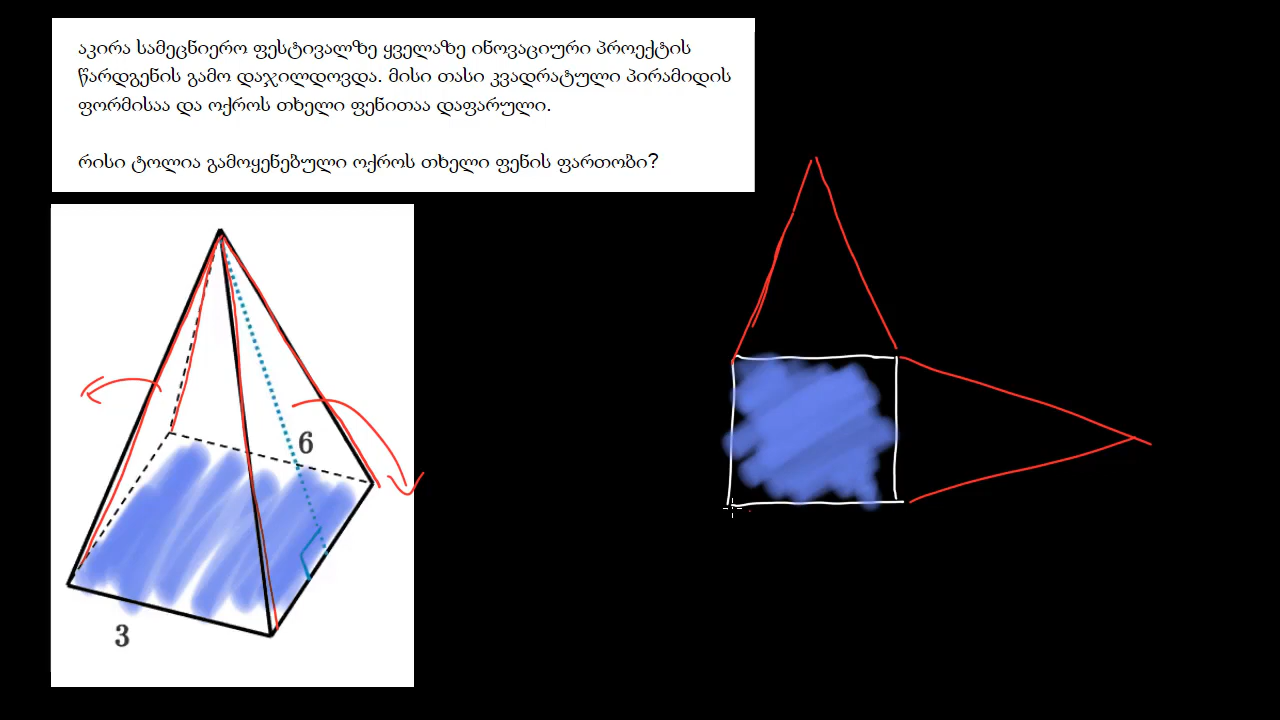 აკირა სამეცნიერო ფესტივალზე ყველაზე ინოვაციური პროექტის
წარდგენის გამო დაჯილდოვდა. მისი თასი კვადრატული პირამიდის
ფორმისაა და ოქროს თხელი ფენითაა დაფარული.
რისი ტოლია გამოყენებული ოქროს თხელი ფენის ფართობი?
6
3